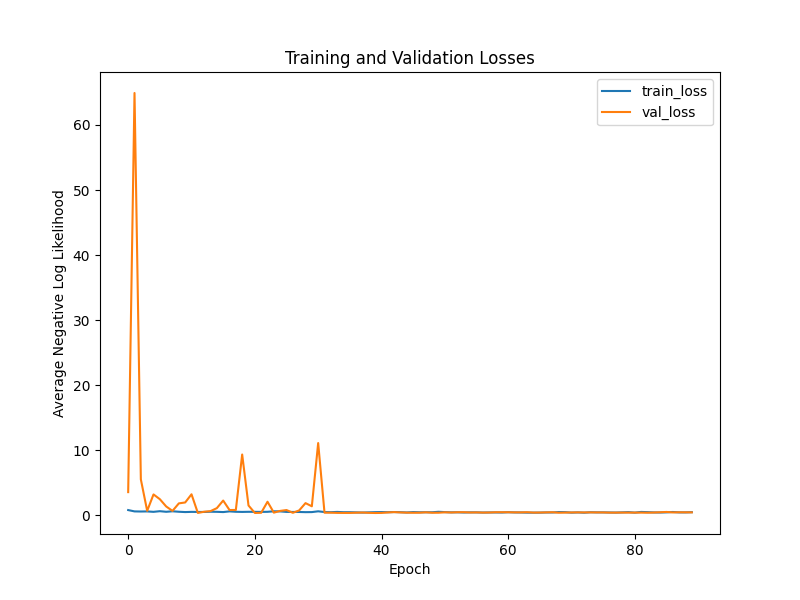 Training and Validation Losses
train_loss
val_loss
Average Negative Log Likelihood
60
50
40
30
20
10
0
0 20 40 60 80
Epoch